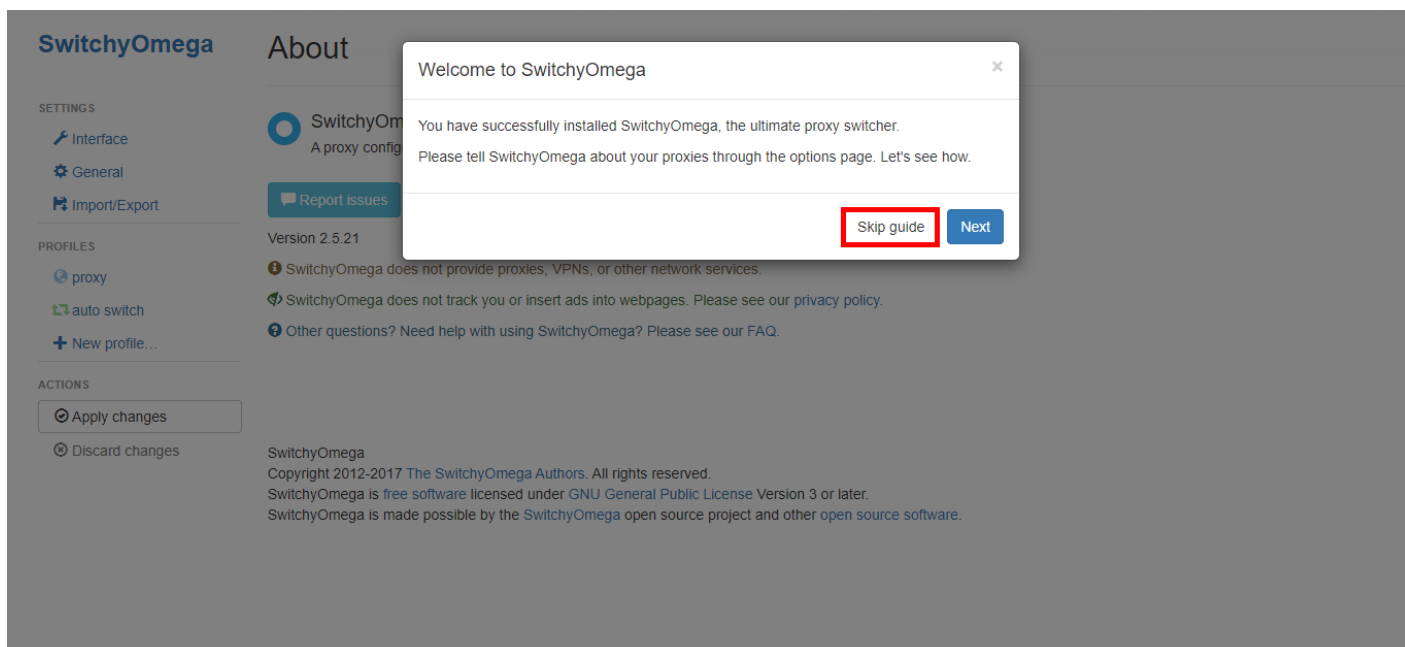 SwitchyOmega
About
SETTINGS
Interface
General
Import/Export
PROFILES
proxy
auto switch
New profile...
ACTIONS
Apply changes
Discard changes
Welcome to SwitchyOmega
×
You have successfully installed SwitchyOmega, the ultimate proxy switcher.
Please tell SwitchyOmega about your proxies through the options page. Let's see how.
Skip guide
Next
SwitchyOm
A proxy config
Report issues
Version 2.5.21
SwitchyOmega does not provide proxies, VPNs, or other network services.
SwitchyOmega does not track you or insert ads into webpages. Please see our privacy policy.
Other questions? Need help with using SwitchyOmega? Please see our FAQ.
SwitchyOmega
Copyright 2012-2017 The SwitchyOmega Authors. All rights reserved.
SwitchyOmega is free software licensed under GNU General Public License Version 3 or later.
SwitchyOmega is made possible by the SwitchyOmega open source project and other open source software.